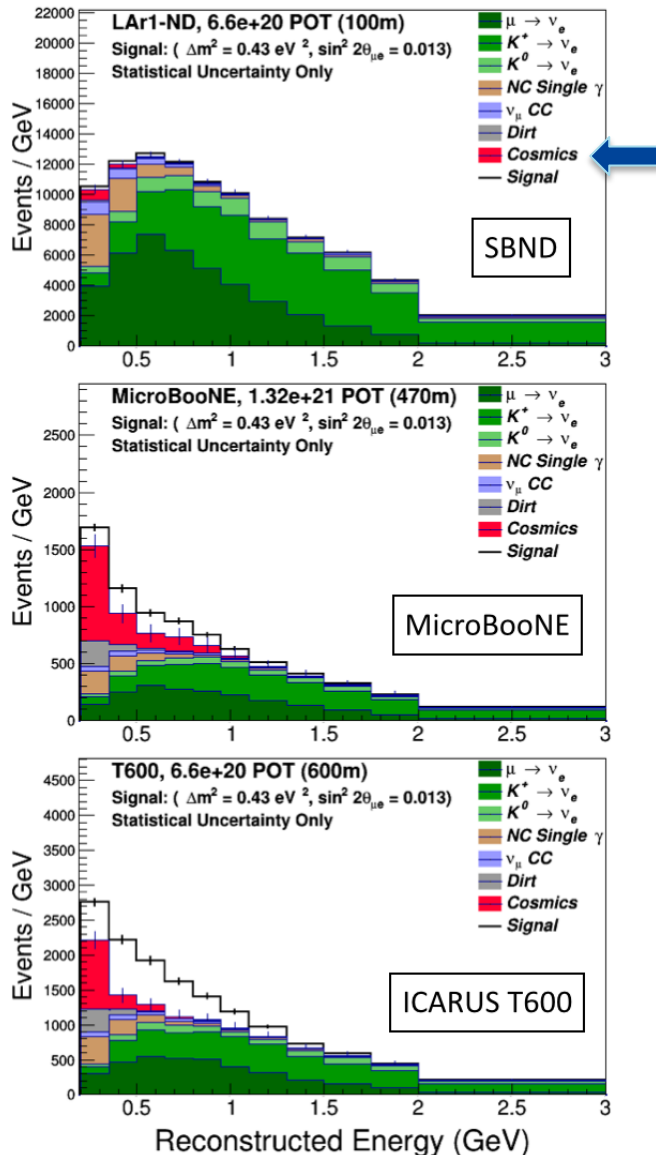 LAr1-ND, 6.6e+20 POT (100m)
Signal: ( Δm² = 0.43 eV ², sin² 2θμe = 0.013)
Statistical Uncertainty Only
μ → νe
K⁺ → νe
K⁰ → νe
NC Single γ
νμ CC
Dirt
Cosmics
Signal
SBND
Events / GeV
22000
20000
18000
16000
14000
12000
10000
8000
6000
4000
2000
0
0.5
1
1.5
2
2.5
3
MicroBooNE, 1.32e+21 POT (470m)
Signal: ( Δm² = 0.43 eV ², sin² 2θμe = 0.013)
Statistical Uncertainty Only
μ → νe
K⁺ → νe
K⁰ → νe
NC Single γ
νμ CC
Dirt
Cosmics
Signal
MicroBooNE
Events / GeV
2500
2000
1500
1000
500
0
0.5
1
1.5
2
2.5
3
T600, 6.6e+20 POT (600m)
Signal: ( Δm² = 0.43 eV ², sin² 2θμe = 0.013)
Statistical Uncertainty Only
μ → νe
K⁺ → νe
K⁰ → νe
NC Single γ
νμ CC
Dirt
Cosmics
Signal
ICARUS T600
Events / GeV
4500
4000
3500
3000
2500
2000
1500
1000
500
0
0.5
1
1.5
2
2.5
3
Reconstructed Energy (GeV)